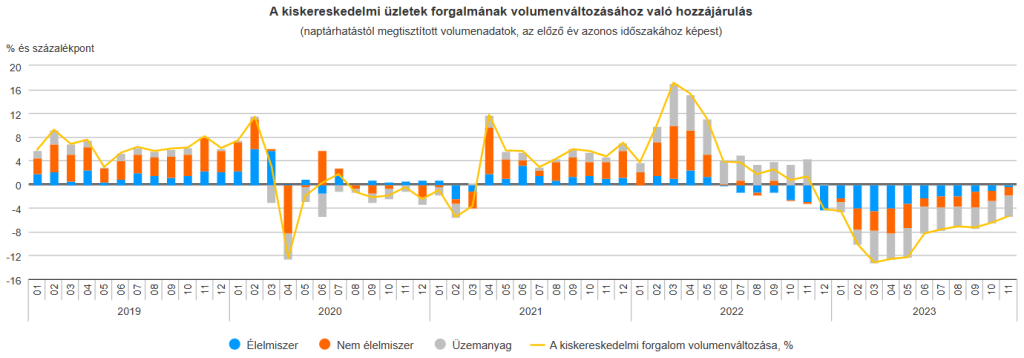 A kiskereskedelmi üzletek forgalmának volumenváltozásához való hozzájárulás
(naptárhatástól megtisztított volumenadatok, az előző év azonos időszakához képest)
% és százalékpont
20
16
12
8
4
0
-4
-8
-12
-16
01 02 03 04 05 06 07 08 09 10 11 12 01 02 03 04 05 06 07 08 09 10 11 12 01 02 03 04 05 06 07 08 09 10 11 12 01 02 03 04 05 06 07 08 09 10 11 12 01 02 03 04 05 06 07 08 09 10 11
2019 2020 2021 2022 2023
Élelmiszer Nem élelmiszer Üzemanyag A kiskereskedelmi forgalom volumenváltozása, %